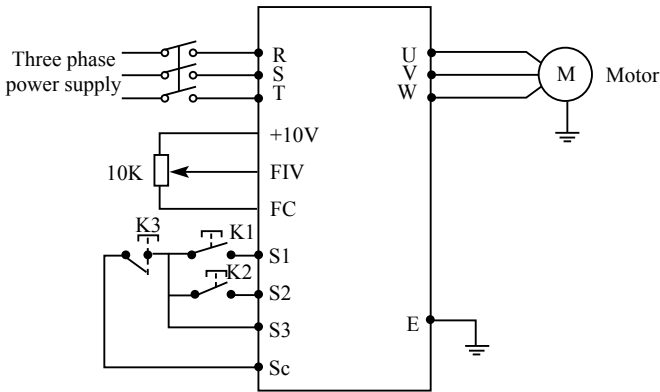 Three phase
power supply
R
S
T
U
V
W
M
Motor
+10V
10K
FIV
FC
K3
K1
S1
K2
S2
S3
E
Sc